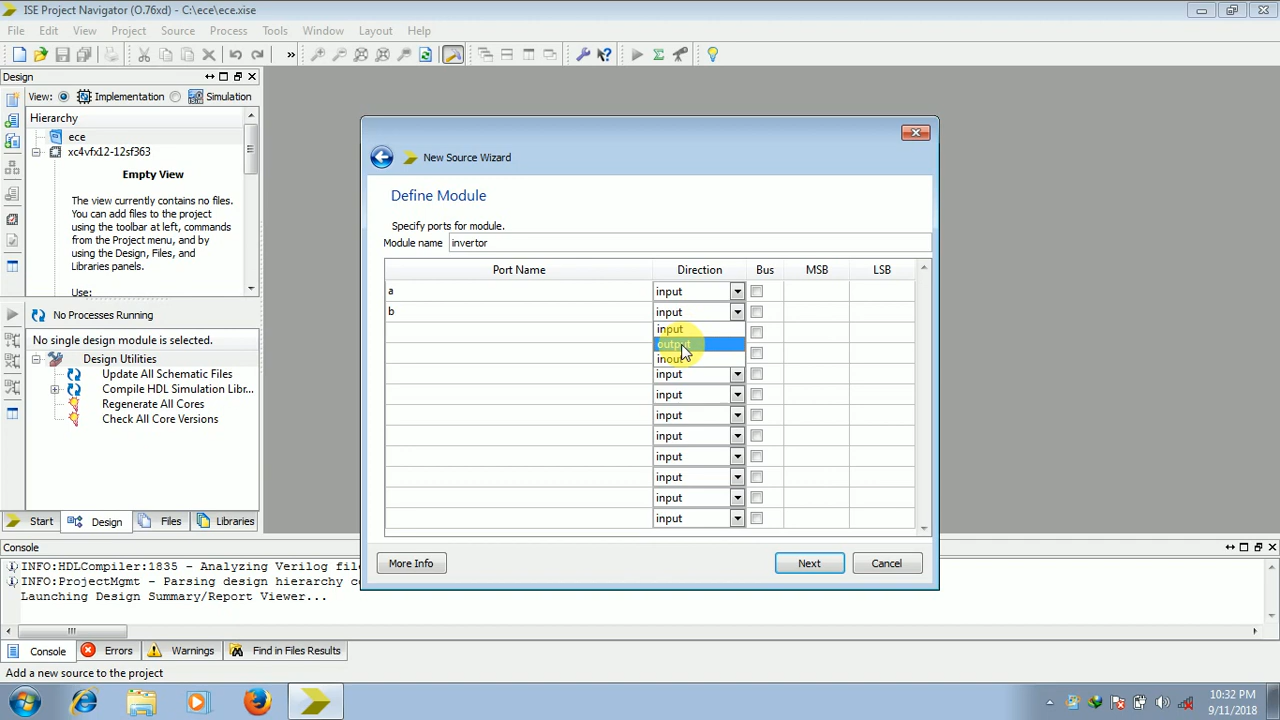 ISE Project Navigator (O.76xd) - C:\ece\ece.xise
File Edit View Project Source Process Tools Window Layout Help
»
Design
View: Implementation Simulation
Hierarchy
ece
xc4vfx12-12sf363
Empty View
The view currently contains no files.
You can add files to the project
using the toolbar at left, commands
from the Project menu, and by
using the Design, Files, and
Libraries panels.
Use:
No Processes Running
No single design module is selected.
Design Utilities
Update All Schematic Files
Compile HDL Simulation Libr...
Regenerate All Cores
Check All Core Versions
Start Design Files Libraries
New Source Wizard
Define Module
Specify ports for module.
Module name invertor
Port Name Direction Bus MSB LSB
a input
b input
input
output
inout
input
input
input
input
input
input
input
input
More Info Next Cancel
Console
INFO:HDLCompiler:1835 - Analyzing Verilog file
INFO:ProjectMgmt - Parsing design hierarchy co
Launching Design Summary/Report Viewer...
Console Errors Warnings Find in Files Results
Add a new source to the project
10:32 PM
9/11/2018